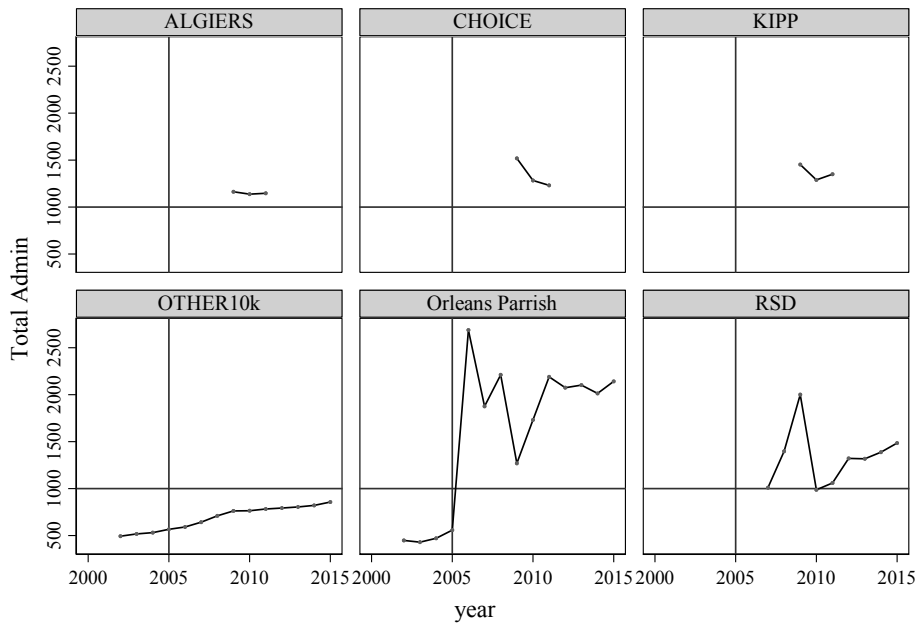 ALGIERS CHOICE KIPP
2500
2000
1500
1000
500
Total Admin
OTHER10k Orleans Parrish RSD
2500
2000
1500
1000
500
2000 2005 2010 2015 2000 2005 2010 2015 2000 2005 2010 2015
year